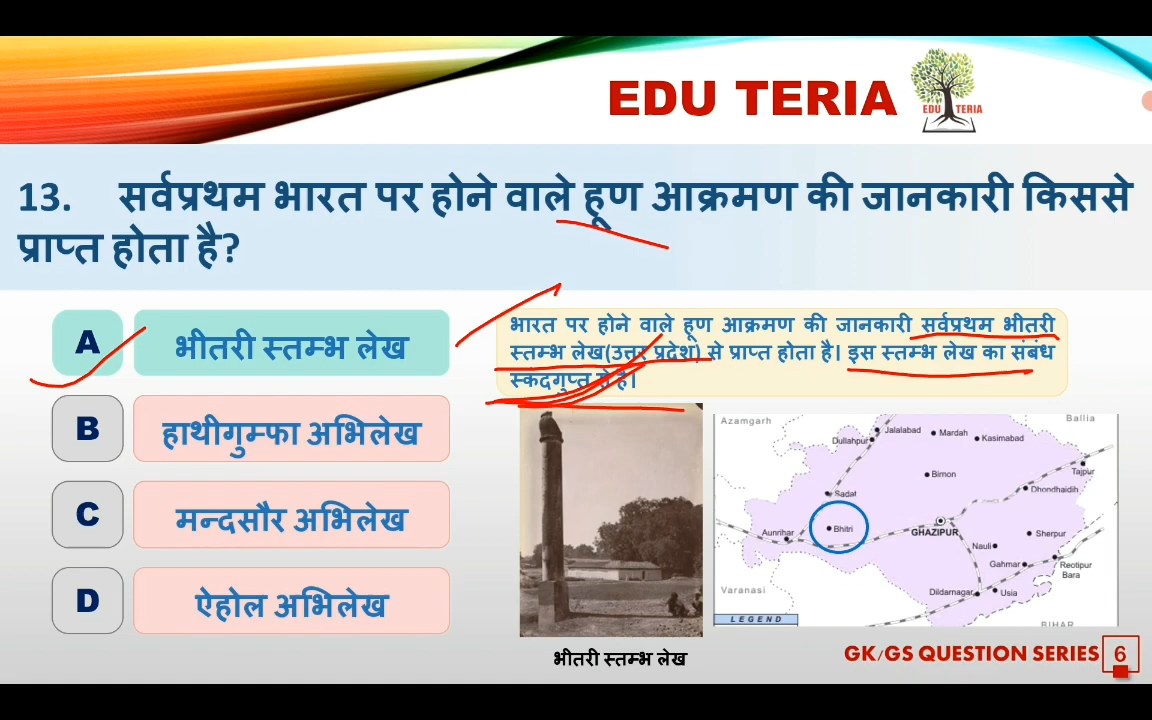 EDU TERIA
EDU TERIA
13. सर्वप्रथम भारत पर होने वाले हूण आक्रमण की जानकारी किससे
प्राप्त होता है?
A भीतरी स्तम्भ लेख
भारत पर होने वाले हूण आक्रमण की जानकारी सर्वप्रथम भीतरी
स्तम्भ लेख(उत्तर प्रदेश) से प्राप्त होता है। इस स्तम्भ लेख का संबंध
स्कंदगुप्त से है।
B हाथीगुम्फा अभिलेख
C मन्दसौर अभिलेख
D ऐहोल अभिलेख
Azamgarh
Ballia
Jalalabad
Mardah
Dullahpur
Kasimabad
Tajpur
Birnon
Dhondhaidih
Sadat
Bhitri
Aunrihar
GHAZIPUR
Sherpur
Nauli
Gahmar
Reotipur
Bara
Varanasi
Dildarnagar
Usia
LEGEND
BIHAR
भीतरी स्तम्भ लेख
GK/GS QUESTION SERIES 6